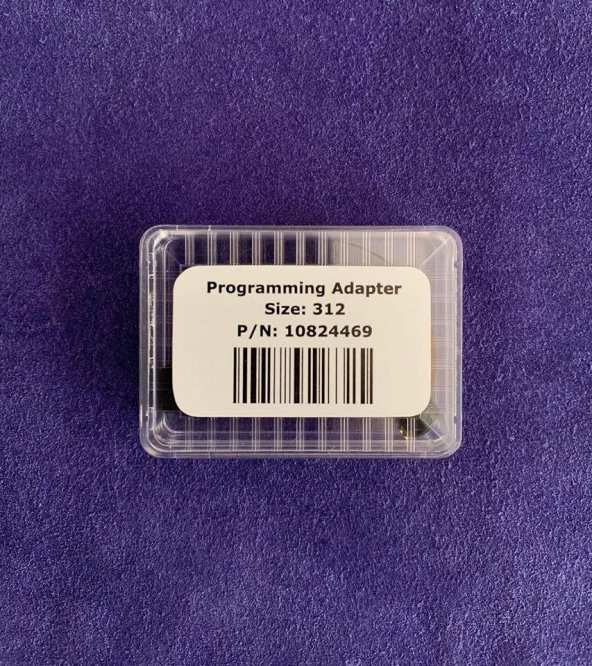 Programming Adapter
Size: 312
P/N: 10824469